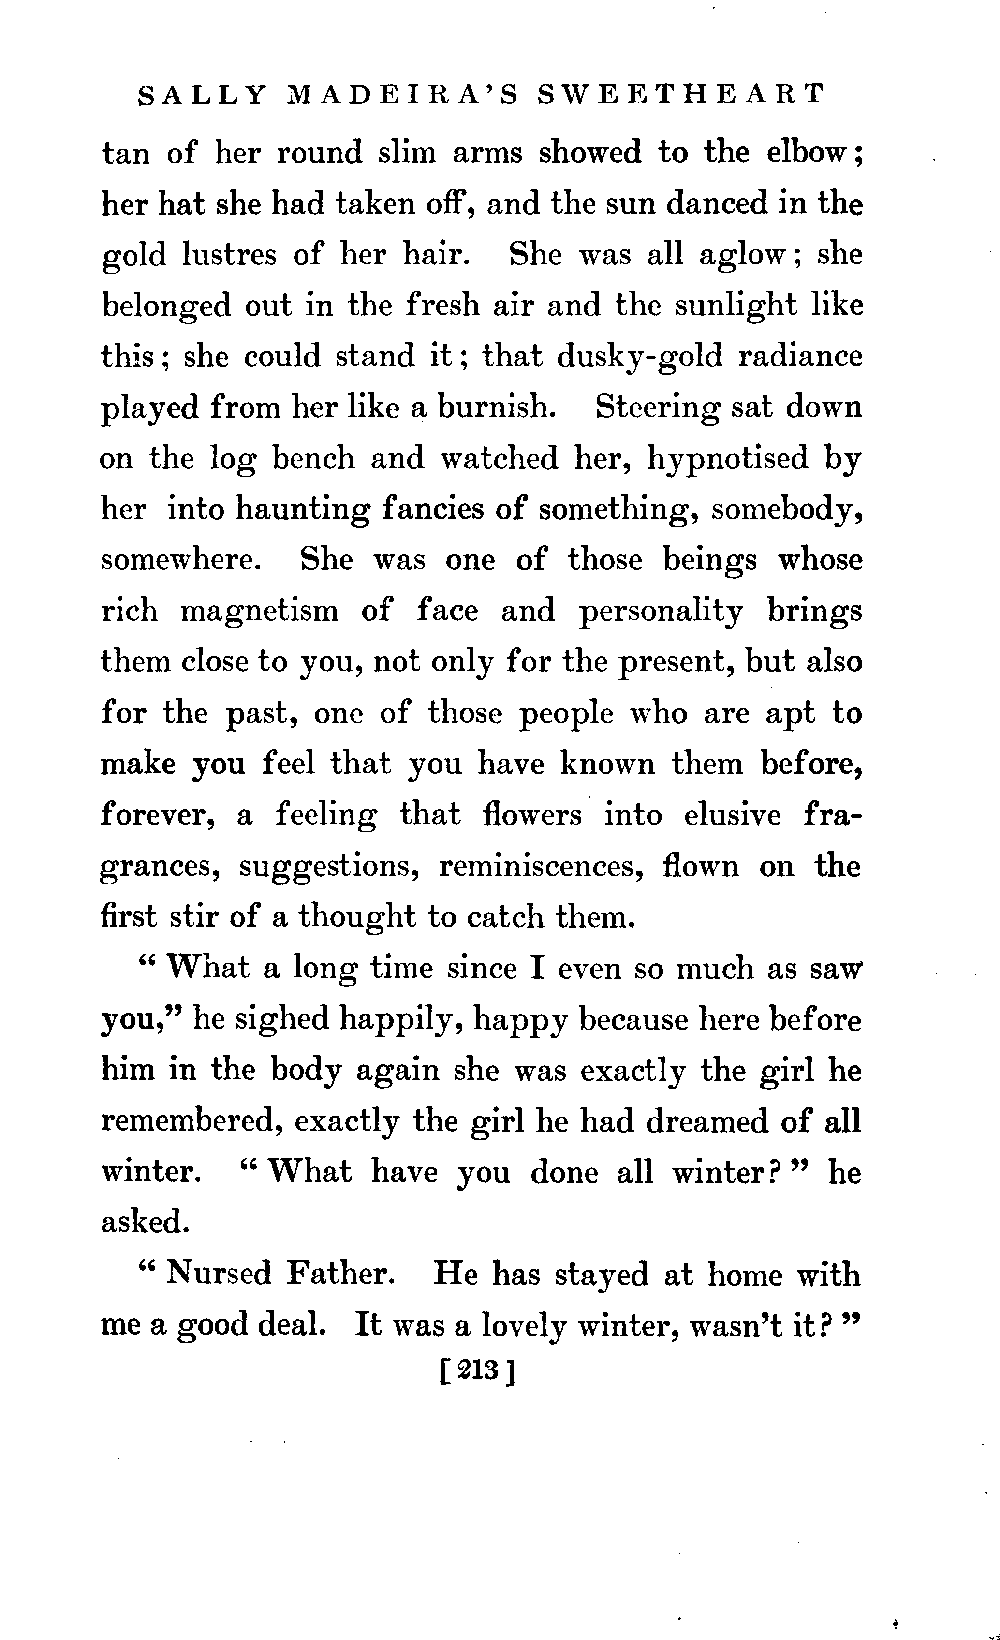 SALLY MADEIRA'S SWEETHEART
tan of her round slim arms showed to the elbow;
her hat she had taken off, and the sun danced in the
gold lustres of her hair. She was all aglow; she
belonged out in the fresh air and the sunlight like
this; she could stand it; that dusky-gold radiance
played from her like a burnish. Steering sat down
on the log bench and watched her, hypnotised by
her into haunting fancies of something, somebody,
somewhere. She was one of those beings whose
rich magnetism of face and personality brings
them close to you, not only for the present, but also
for the past, one of those people who are apt to
make you feel that you have known them before,
forever, a feeling that flowers into elusive fra-
grances, suggestions, reminiscences, flown on the
first stir of a thought to catch them.
“ What a long time since I even so much as saw
you,” he sighed happily, happy because here before
him in the body again she was exactly the girl he
remembered, exactly the girl he had dreamed of all
winter. “ What have you done all winter? ” he
asked.
“ Nursed Father. He has stayed at home with
me a good deal. It was a lovely winter, wasn't it? ”
[ 213 ]